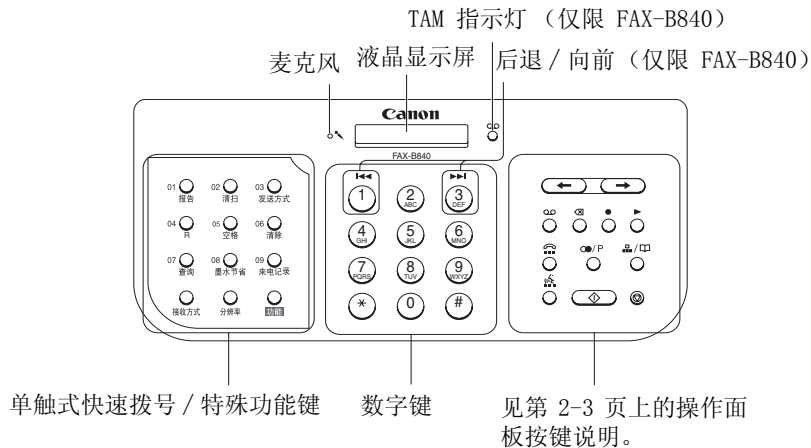 TAM 指示灯（仅限 FAX-B840）
麦克风 液晶显示屏 后退 / 向前（仅限 FAX-B840）
Canon
FAX-B840
01 报告
02 清扫
03 发送方式
04 R
05 空格
06 清除
07 查询
08 墨水节省
09 来电记录
接收方式
分辨率
功能
1
2 ABC
3 DEF
4 GHI
5 JKL
6 MNO
7 PQRS
8 TUV
9 WXYZ
*
0
#
/ P
/
单触式快速拨号 / 特殊功能键
数字键
见第 2-3 页上的操作面
板按键说明。